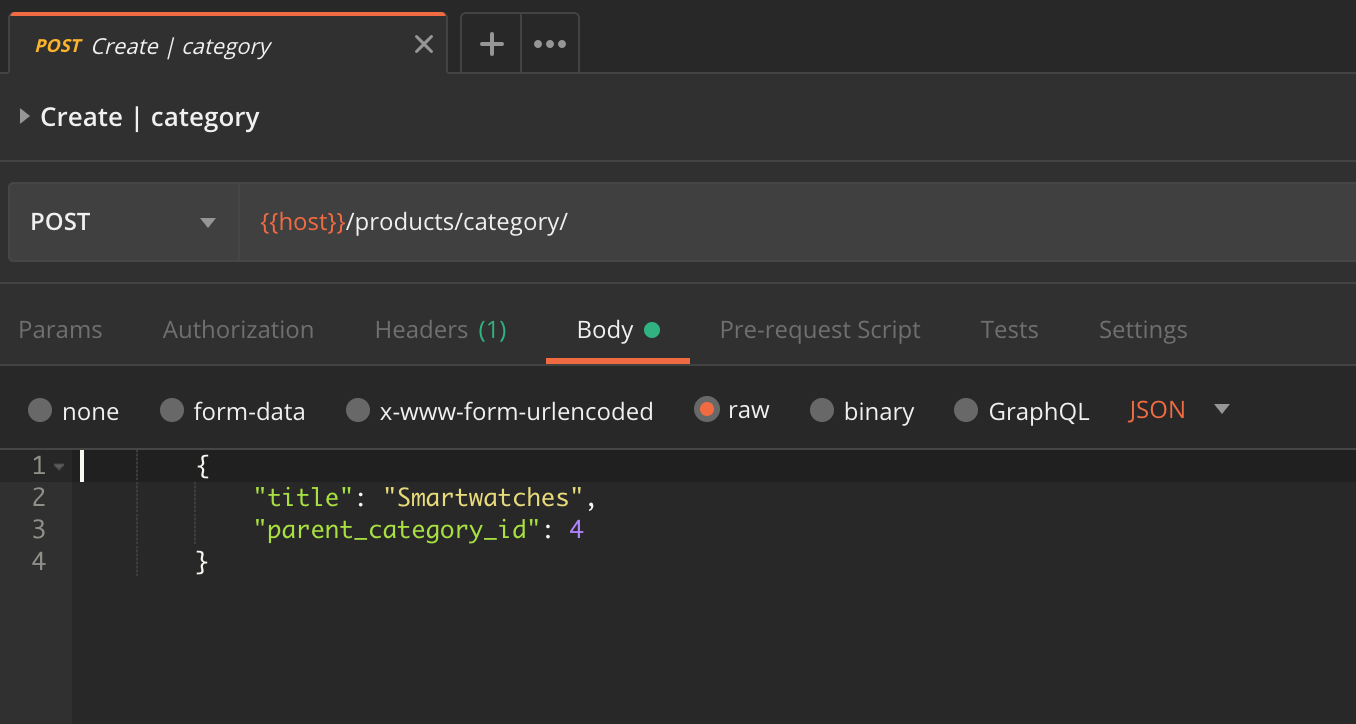 POST Create | category
Create | category
POST {{host}}/products/category/
Params Authorization Headers (1) Body Pre-request Script Tests Settings
none form-data x-www-form-urlencoded raw binary GraphQL JSON
1 {
2 "title": "Smartwatches",
3 "parent_category_id": 4
4 }